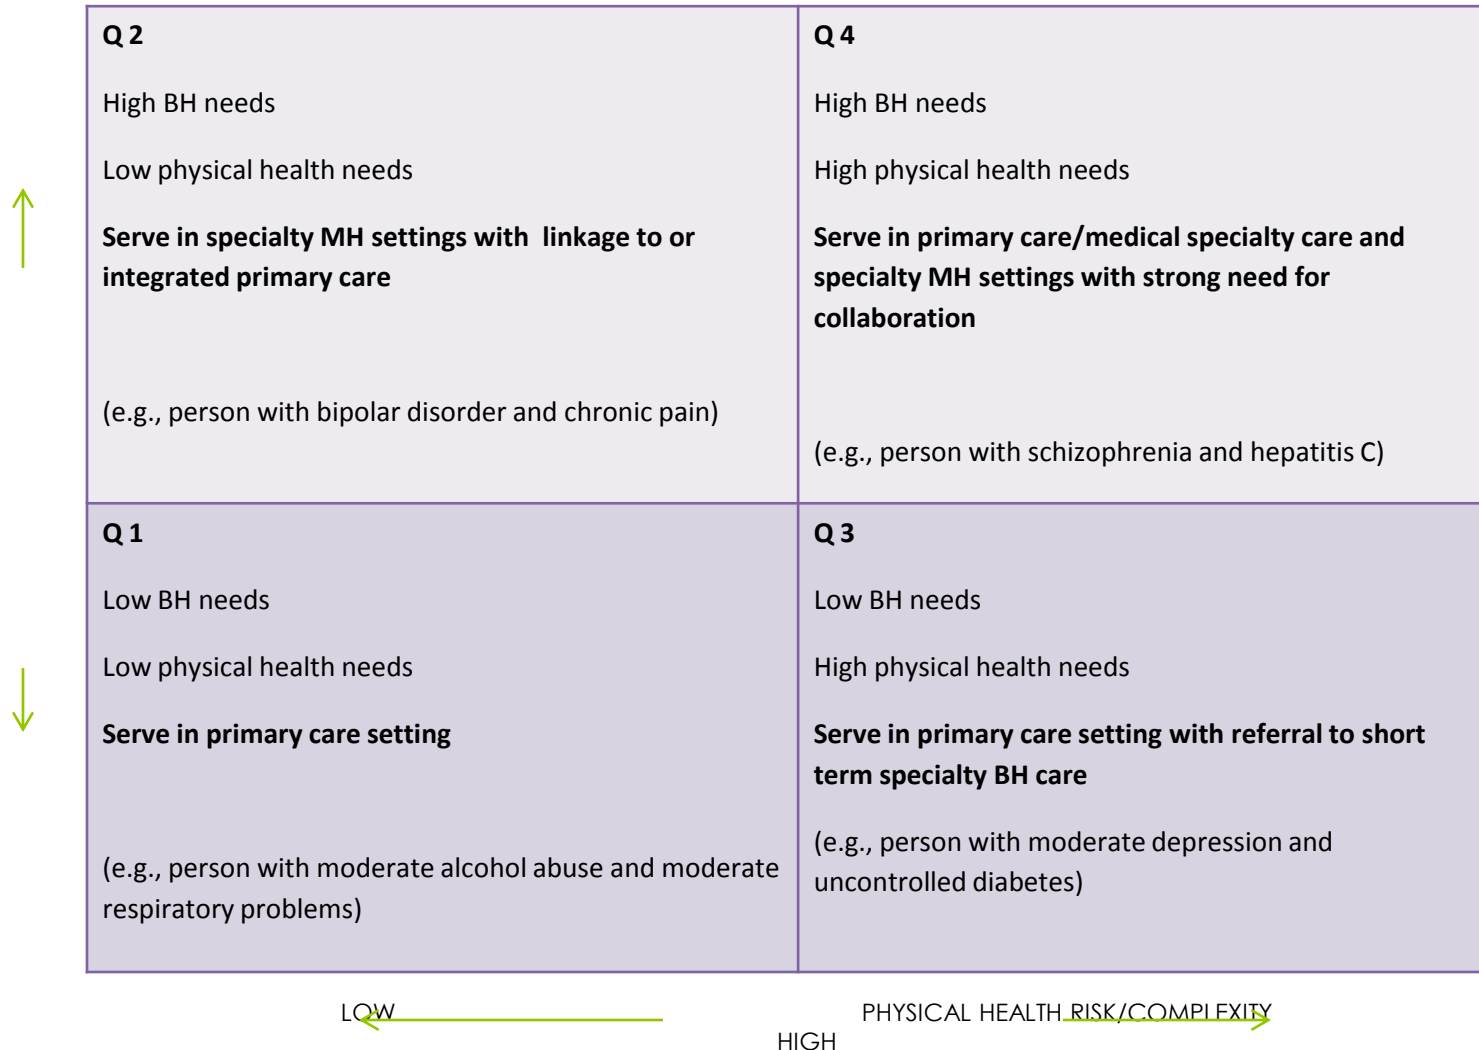 Q 2
High BH needs
Low physical health needs
Serve in specialty MH settings with linkage to or
integrated primary care
(e.g., person with bipolar disorder and chronic pain)
Q 4
High BH needs
High physical health needs
Serve in primary care/medical specialty care and
specialty MH settings with strong need for
collaboration
(e.g., person with schizophrenia and hepatitis C)
Q 1
Low BH needs
Low physical health needs
Serve in primary care setting
(e.g., person with moderate alcohol abuse and moderate
respiratory problems)
Q 3
Low BH needs
High physical health needs
Serve in primary care setting with referral to short
term specialty BH care
(e.g., person with moderate depression and
uncontrolled diabetes)
LOW PHYSICAL HEALTH RISK/COMPLEXITY
HIGH